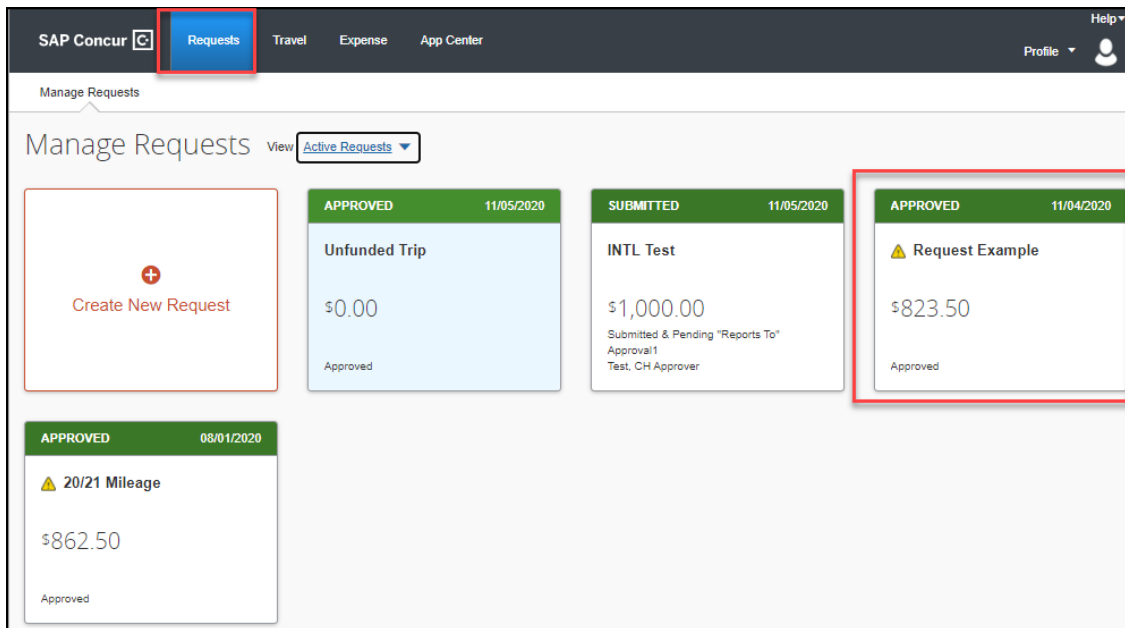 Help
SAP Concur
Requests
Travel
Expense
App Center
Profile
Manage Requests
Manage Requests
View
Active Requests
Create New Request
APPROVED 11/05/2020
Unfunded Trip
$0.00
Approved
SUBMITTED 11/05/2020
INTL Test
$1,000.00
Submitted & Pending "Reports To"
Approval1
Test, CH Approver
APPROVED 11/04/2020
Request Example
$823.50
Approved
APPROVED 08/01/2020
20/21 Mileage
$862.50
Approved